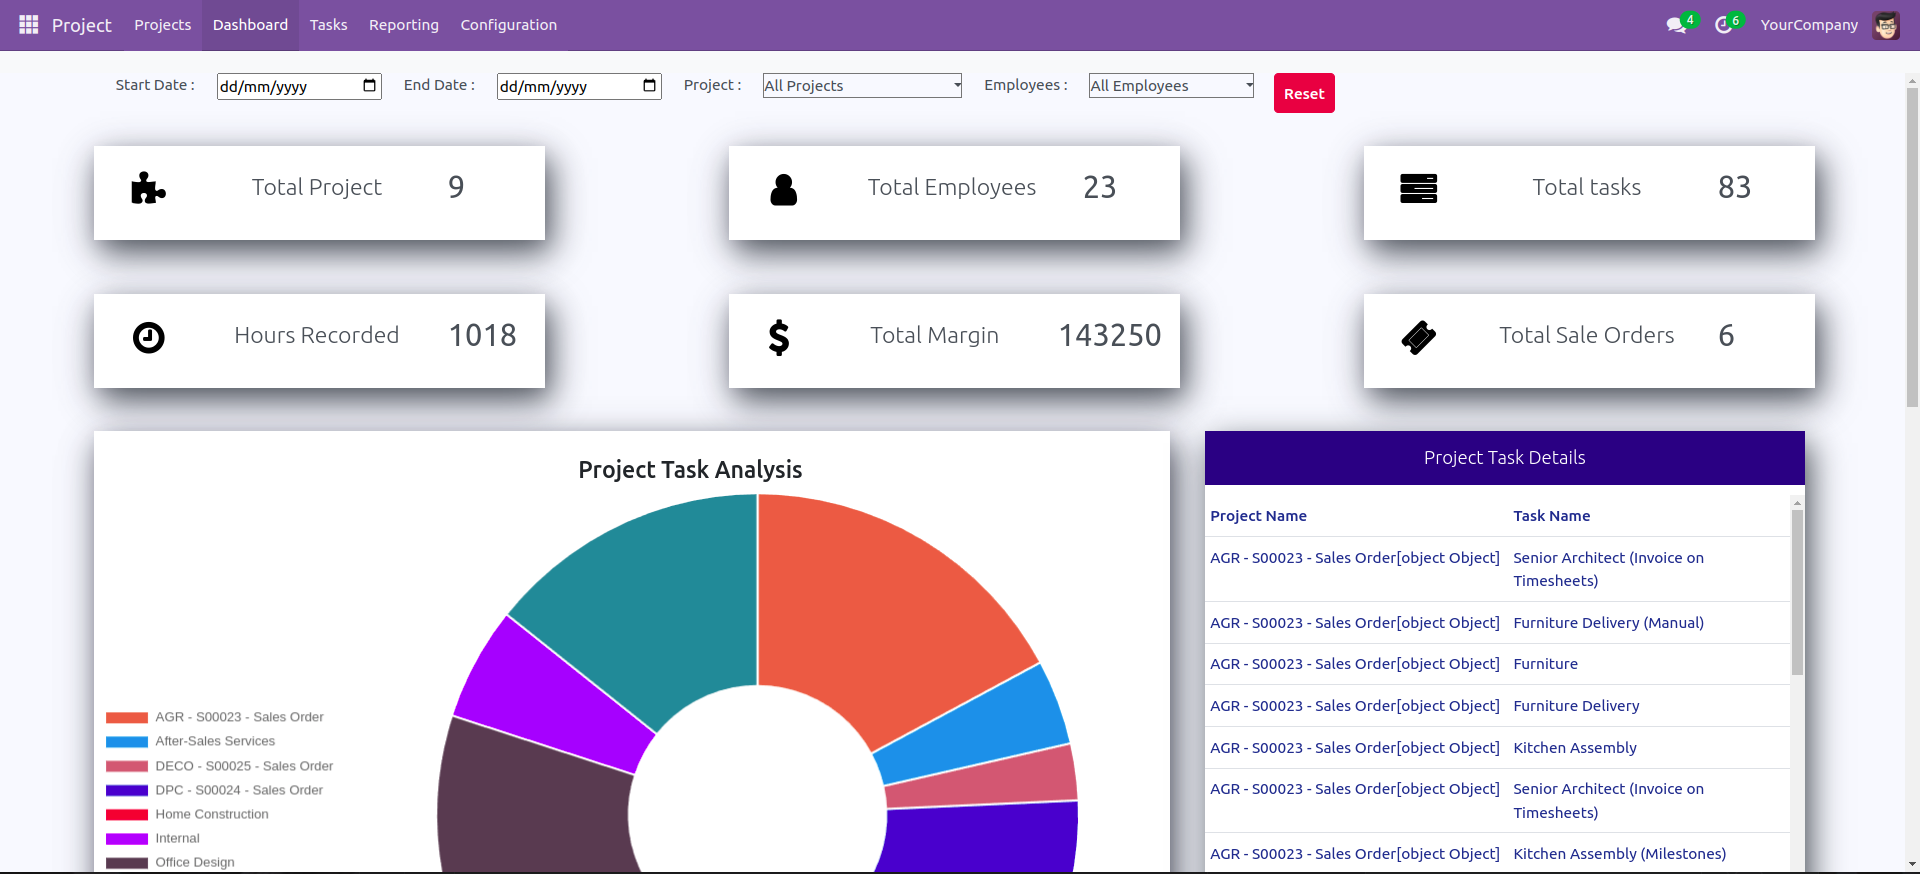 Project Projects Dashboard Tasks Reporting Configuration 4 6 YourCompany
Start Date : dd/mm/yyyy End Date : dd/mm/yyyy Project : All Projects Employees : All Employees Reset
Total Project 9
Total Employees 23
Total tasks 83
Hours Recorded 1018
Total Margin 143250
Total Sale Orders 6
Project Task Analysis
AGR - S00023 - Sales Order
After-Sales Services
DECO - S00025 - Sales Order
DPC - S00024 - Sales Order
Home Construction
Internal
Office Design
Project Task Details
Project Name Task Name
AGR - S00023 - Sales Order[object Object] Senior Architect (Invoice on
Timesheets)
AGR - S00023 - Sales Order[object Object] Furniture Delivery (Manual)
AGR - S00023 - Sales Order[object Object] Furniture
AGR - S00023 - Sales Order[object Object] Furniture Delivery
AGR - S00023 - Sales Order[object Object] Kitchen Assembly
AGR - S00023 - Sales Order[object Object] Senior Architect (Invoice on
Timesheets)
AGR - S00023 - Sales Order[object Object] Kitchen Assembly (Milestones)